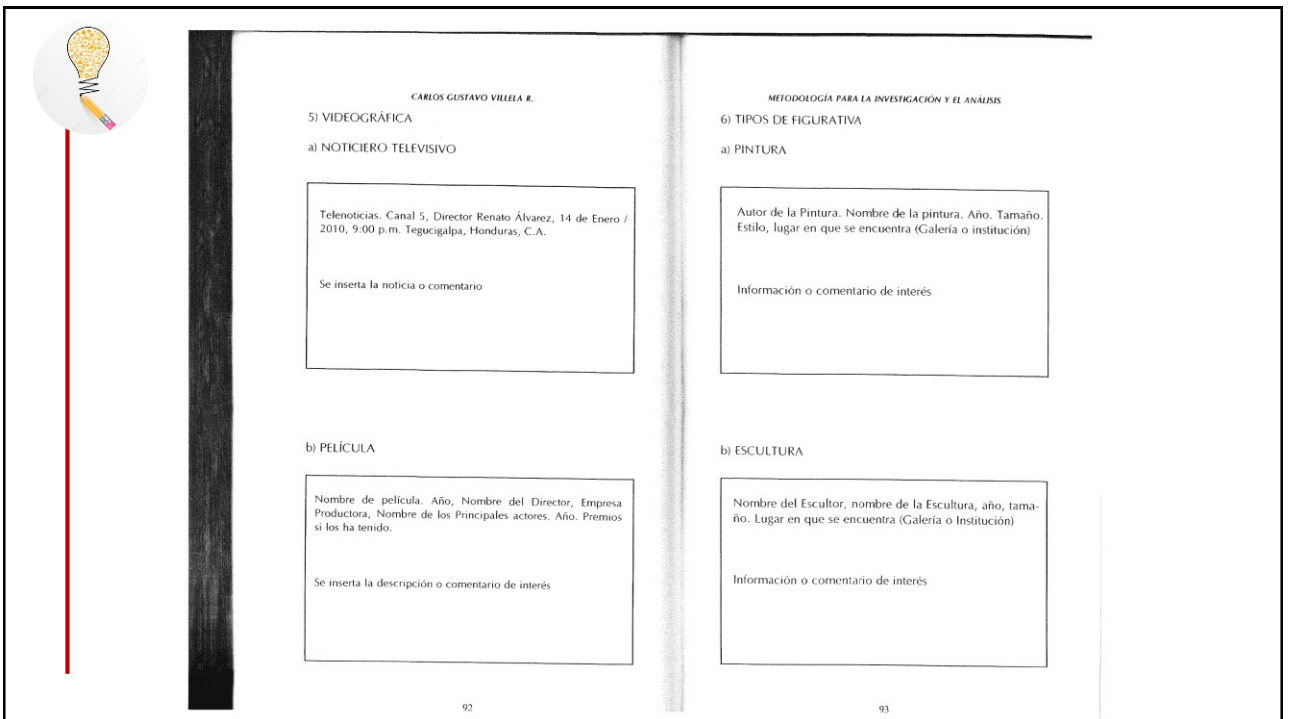 CARLOS GUSTAVO VILLELA R.
5) VIDEOGRÁFICA
a) NOTICIERO TELEVISIVO
Telenoticias. Canal 5, Director Renato Álvarez, 14 de Enero /
2010, 9:00 p.m. Tegucigalpa, Honduras, C.A.
Se inserta la noticia o comentario
b) PELÍCULA
Nombre de película. Año, Nombre del Director, Empresa
Productora, Nombre de los Principales actores. Año. Premios
si los ha tenido.
Se inserta la descripción o comentario de interés
92
METODOLOGÍA PARA LA INVESTIGACIÓN Y EL ANÁLISIS
6) TIPOS DE FIGURATIVA
a) PINTURA
Autor de la Pintura. Nombre de la pintura. Año. Tamaño.
Estilo, lugar en que se encuentra (Galería o institución)
Información o comentario de interés
b) ESCULTURA
Nombre del Escultor, nombre de la Escultura, año, tama-
ño. Lugar en que se encuentra (Galería o Institución)
Información o comentario de interés
93